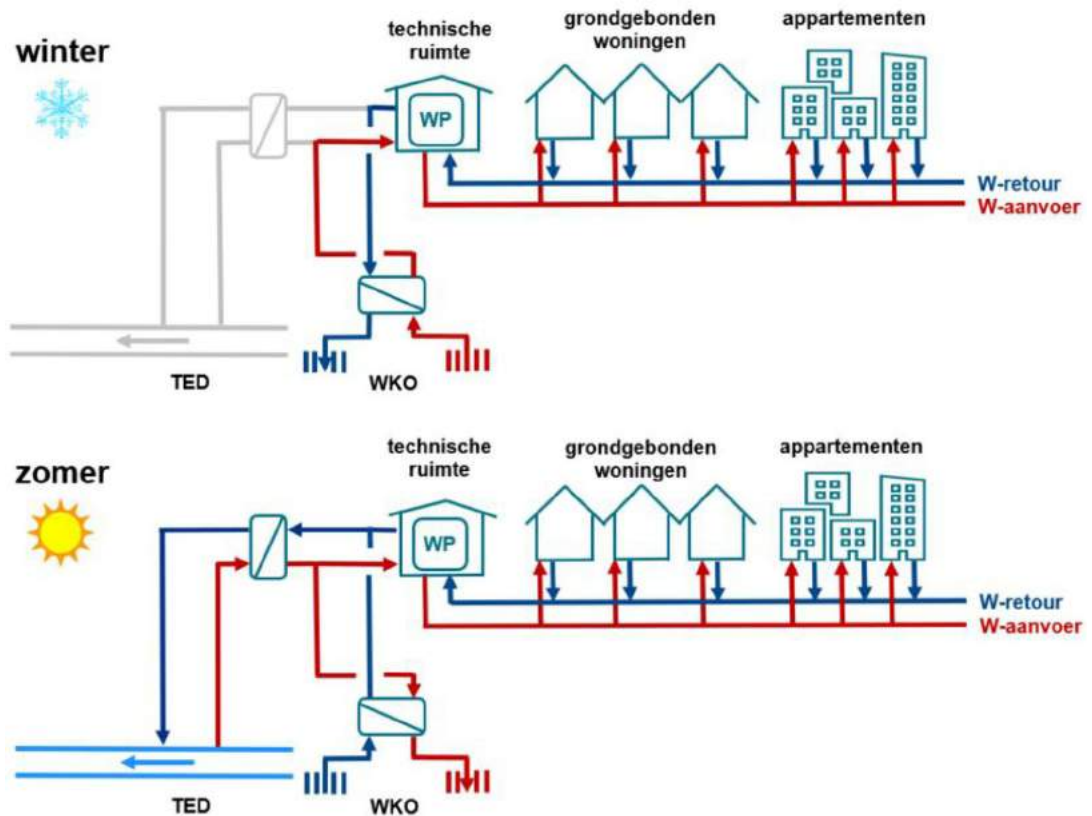 winter
technische
ruimte
grondgebonden
woningen
appartementen
WP
W-retour
W-aanvoer
TED
WKO
zomer
technische
ruimte
grondgebonden
woningen
appartementen
WP
W-retour
W-aanvoer
TED
WKO